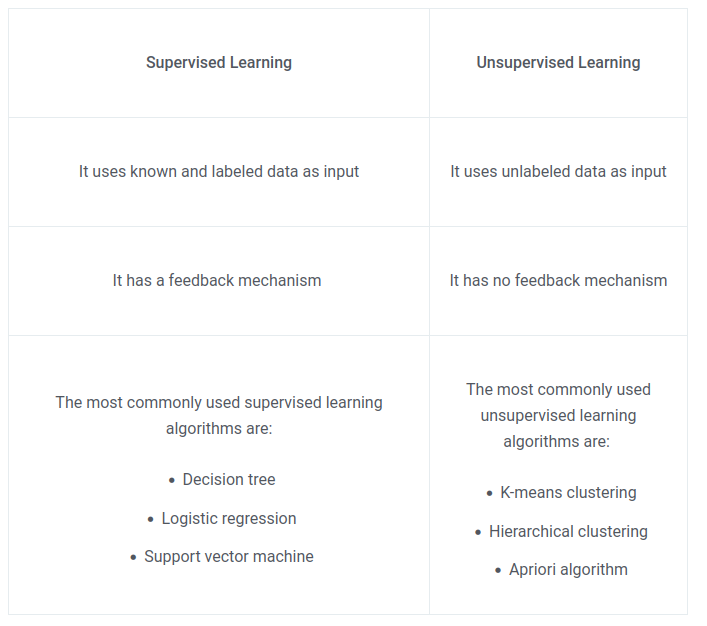 Supervised Learning
Unsupervised Learning
It uses known and labeled data as input
It uses unlabeled data as input
It has a feedback mechanism
It has no feedback mechanism
The most commonly used supervised learning
algorithms are:
• Decision tree
• Logistic regression
• Support vector machine
The most commonly used
unsupervised learning
algorithms are:
• K-means clustering
• Hierarchical clustering
• Apriori algorithm